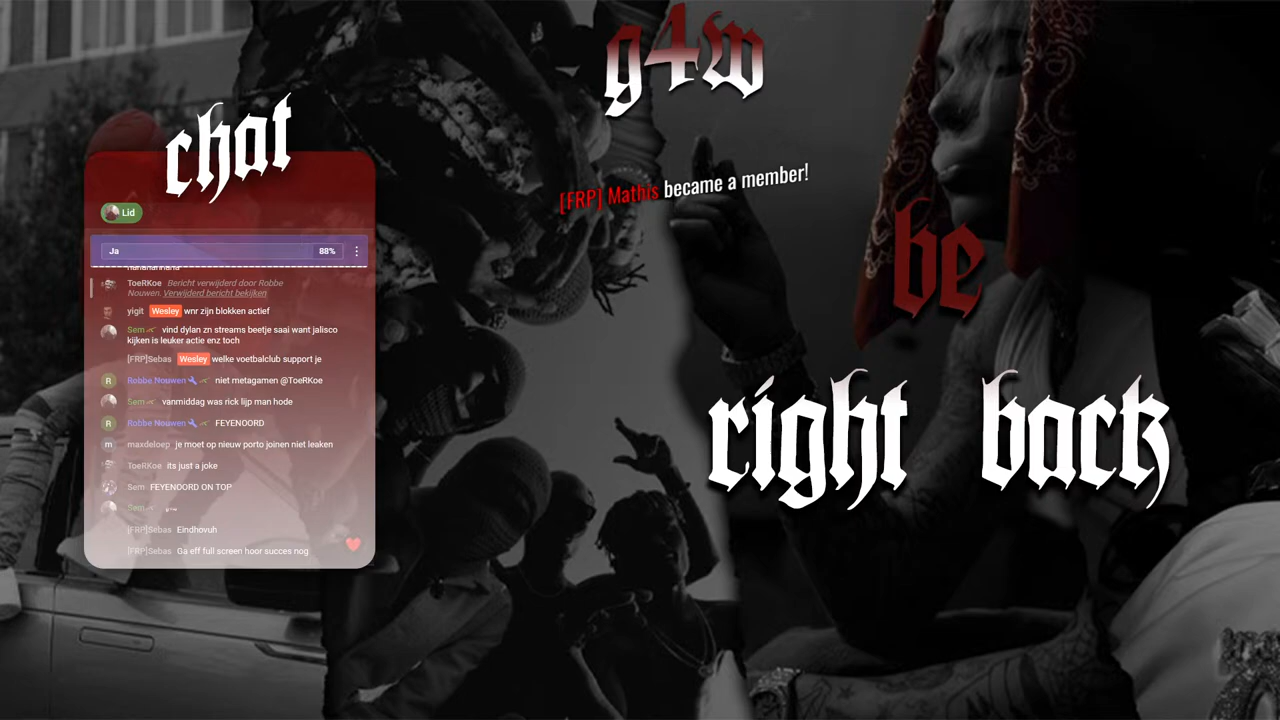 g4w
chat
[FRP] Mathis became a member!
Lid
Ja 88%
hahahahaha
ToeRKoe Bericht verwijderd door Robbe
Nouwen. Verwijderd bericht bekijken
yigit Wesley wnr zijn blokken actief
Sem vind dylan zn streams beetje saai want jalisco
kijken is leuker actie enz toch
[FRP]Sebas Wesley welke voetbalclub support je
R Robbe Nouwen niet metagamen @ToeRKoe
Sem vanmiddag was rick lijp man hode
R Robbe Nouwen FEYENOORD
m maxdeloep je moet op nieuw porto joinen niet leaken
ToeRKoe its just a joke
Sem FEYENOORD ON TOP
Sem
[FRP]Sebas Eindhovuh
[FRP]Sebas Ga eff full screen hoor succes nog
be
right back